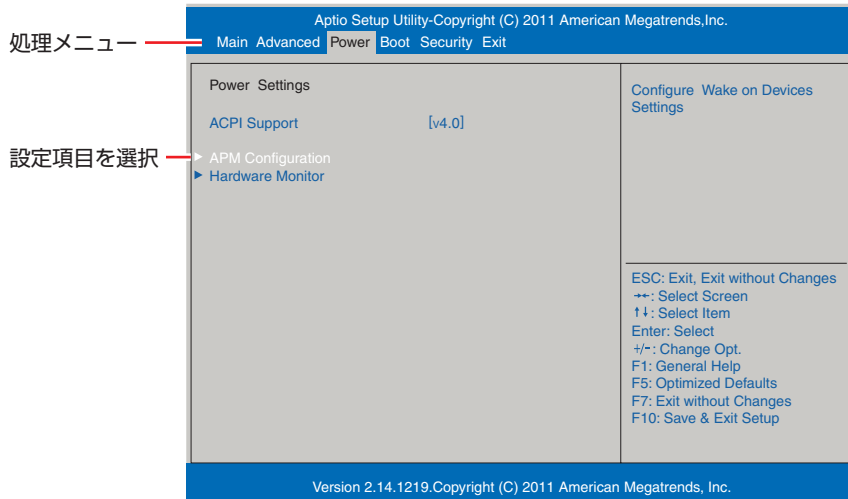 Aptio Setup Utility-Copyright (C) 2011 American Megatrends,Inc.
処理メニュー
Main Advanced Power Boot Security Exit
Power Settings
ACPI Support [v4.0]
設定項目を選択
▶ APM Configuration
▶ Hardware Monitor
Configure Wake on Devices
Settings
ESC: Exit, Exit without Changes
→←: Select Screen
↑↓: Select Item
Enter: Select
+/-: Change Opt.
F1: General Help
F5: Optimized Defaults
F7: Exit without Changes
F10: Save & Exit Setup
Version 2.14.1219.Copyright (C) 2011 American Megatrends, Inc.